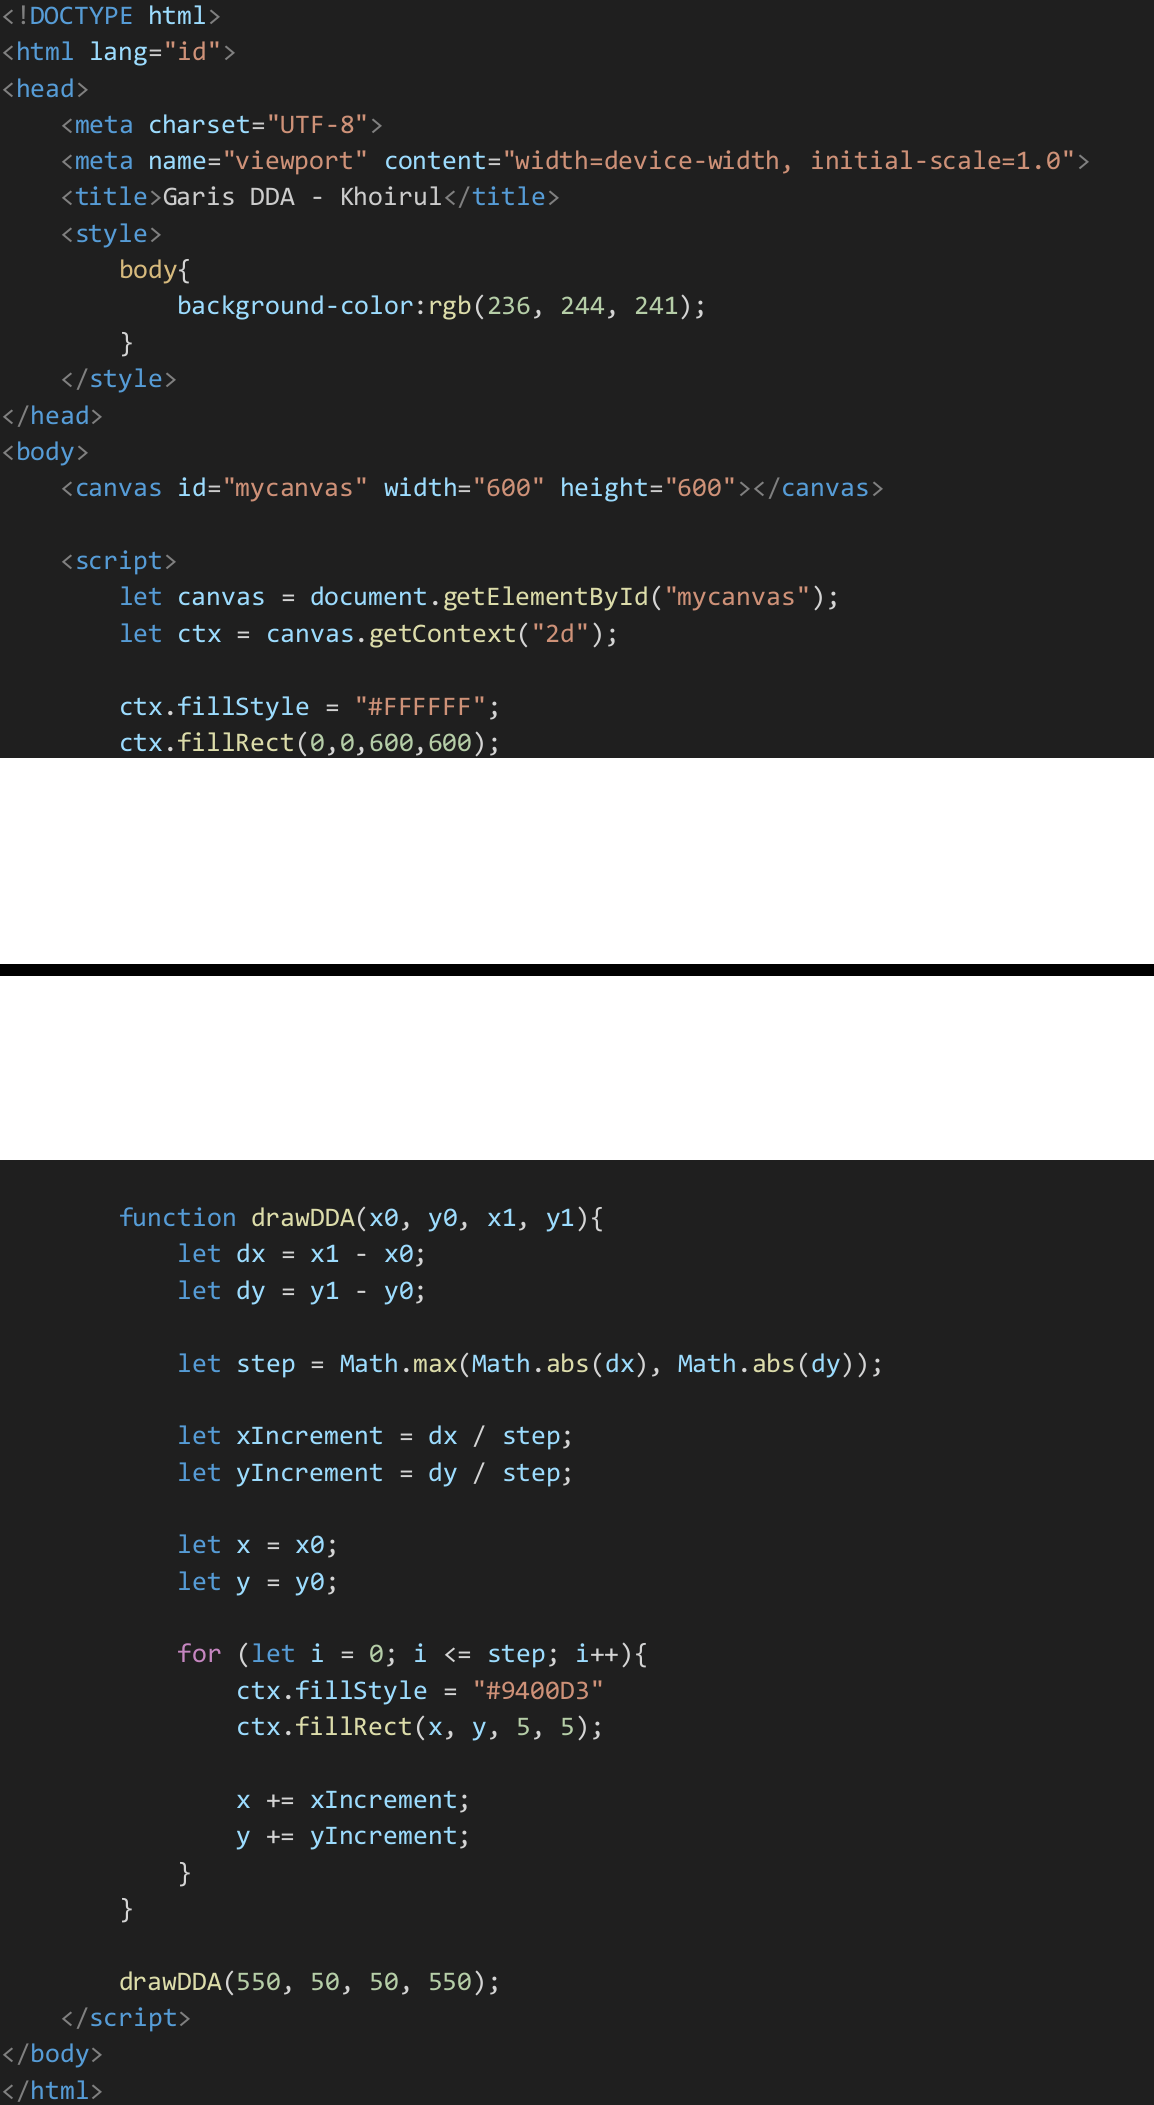 <!DOCTYPE html>
<html lang="id">
<head>
    <meta charset="UTF-8">
    <meta name="viewport" content="width=device-width, initial-scale=1.0">
    <title>Garis DDA - Khoirul</title>
    <style>
        body{
            background-color:rgb(236, 244, 241);
        }
    </style>
</head>
<body>
    <canvas id="mycanvas" width="600" height="600"></canvas>

    <script>
        let canvas = document.getElementById("mycanvas");
        let ctx = canvas.getContext("2d");

        ctx.fillStyle = "#FFFFFF";
        ctx.fillRect(0,0,600,600);

        function drawDDA(x0, y0, x1, y1){
            let dx = x1 - x0;
            let dy = y1 - y0;

            let step = Math.max(Math.abs(dx), Math.abs(dy));

            let xIncrement = dx / step;
            let yIncrement = dy / step;

            let x = x0;
            let y = y0;

            for (let i = 0; i <= step; i++){
                ctx.fillStyle = "#9400D3"
                ctx.fillRect(x, y, 5, 5);

                x += xIncrement;
                y += yIncrement;
            }
        }

        drawDDA(550, 50, 50, 550);
    </script>
</body>
</html>